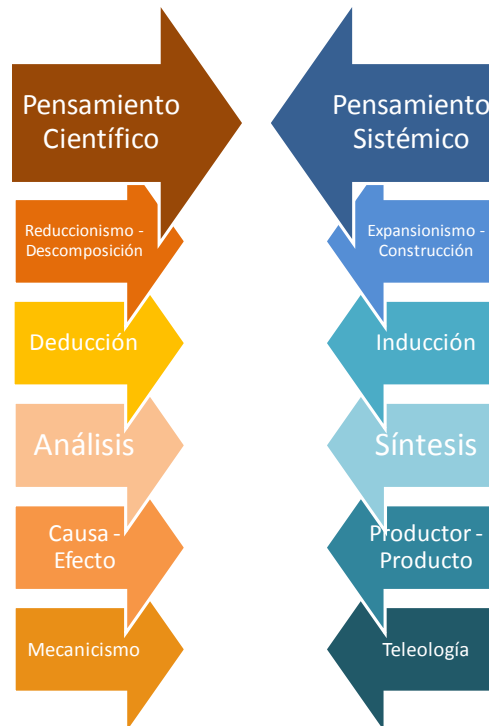 Pensamiento
Científico
Pensamiento
Sistémico
Reduccionismo -
Descomposición
Expansionismo -
Construcción
Deducción
Inducción
Análisis
Síntesis
Causa -
Efecto
Productor -
Producto
Mecanicismo
Teleología